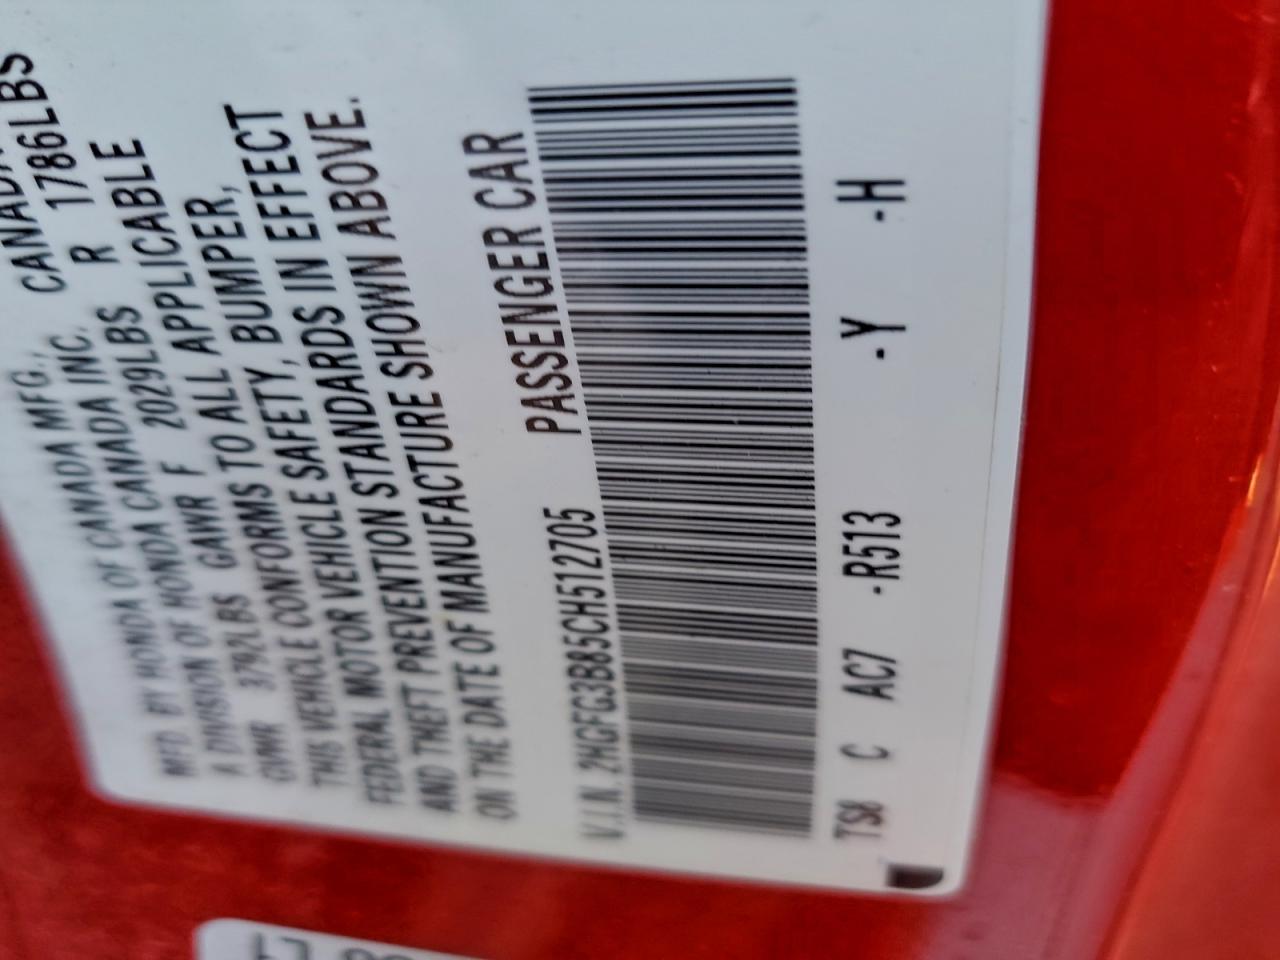 MFD BY HONDA OF CANADA MFG.,
A DIVISION OF HONDA CANADA INC.
GVWR 3792LBS GAWR F 2029LBS R 1786LBS
THIS VEHICLE CONFORMS TO ALL APPLICABLE
FEDERAL MOTOR VEHICLE SAFETY, BUMPER,
AND THEFT PREVENTION STANDARDS IN EFFECT
ON THE DATE OF MANUFACTURE SHOWN ABOVE.
V.I.N. 2HGFG3B85CH512705 PASSENGER CAR
TS8 C AC7 -R513 -Y -H